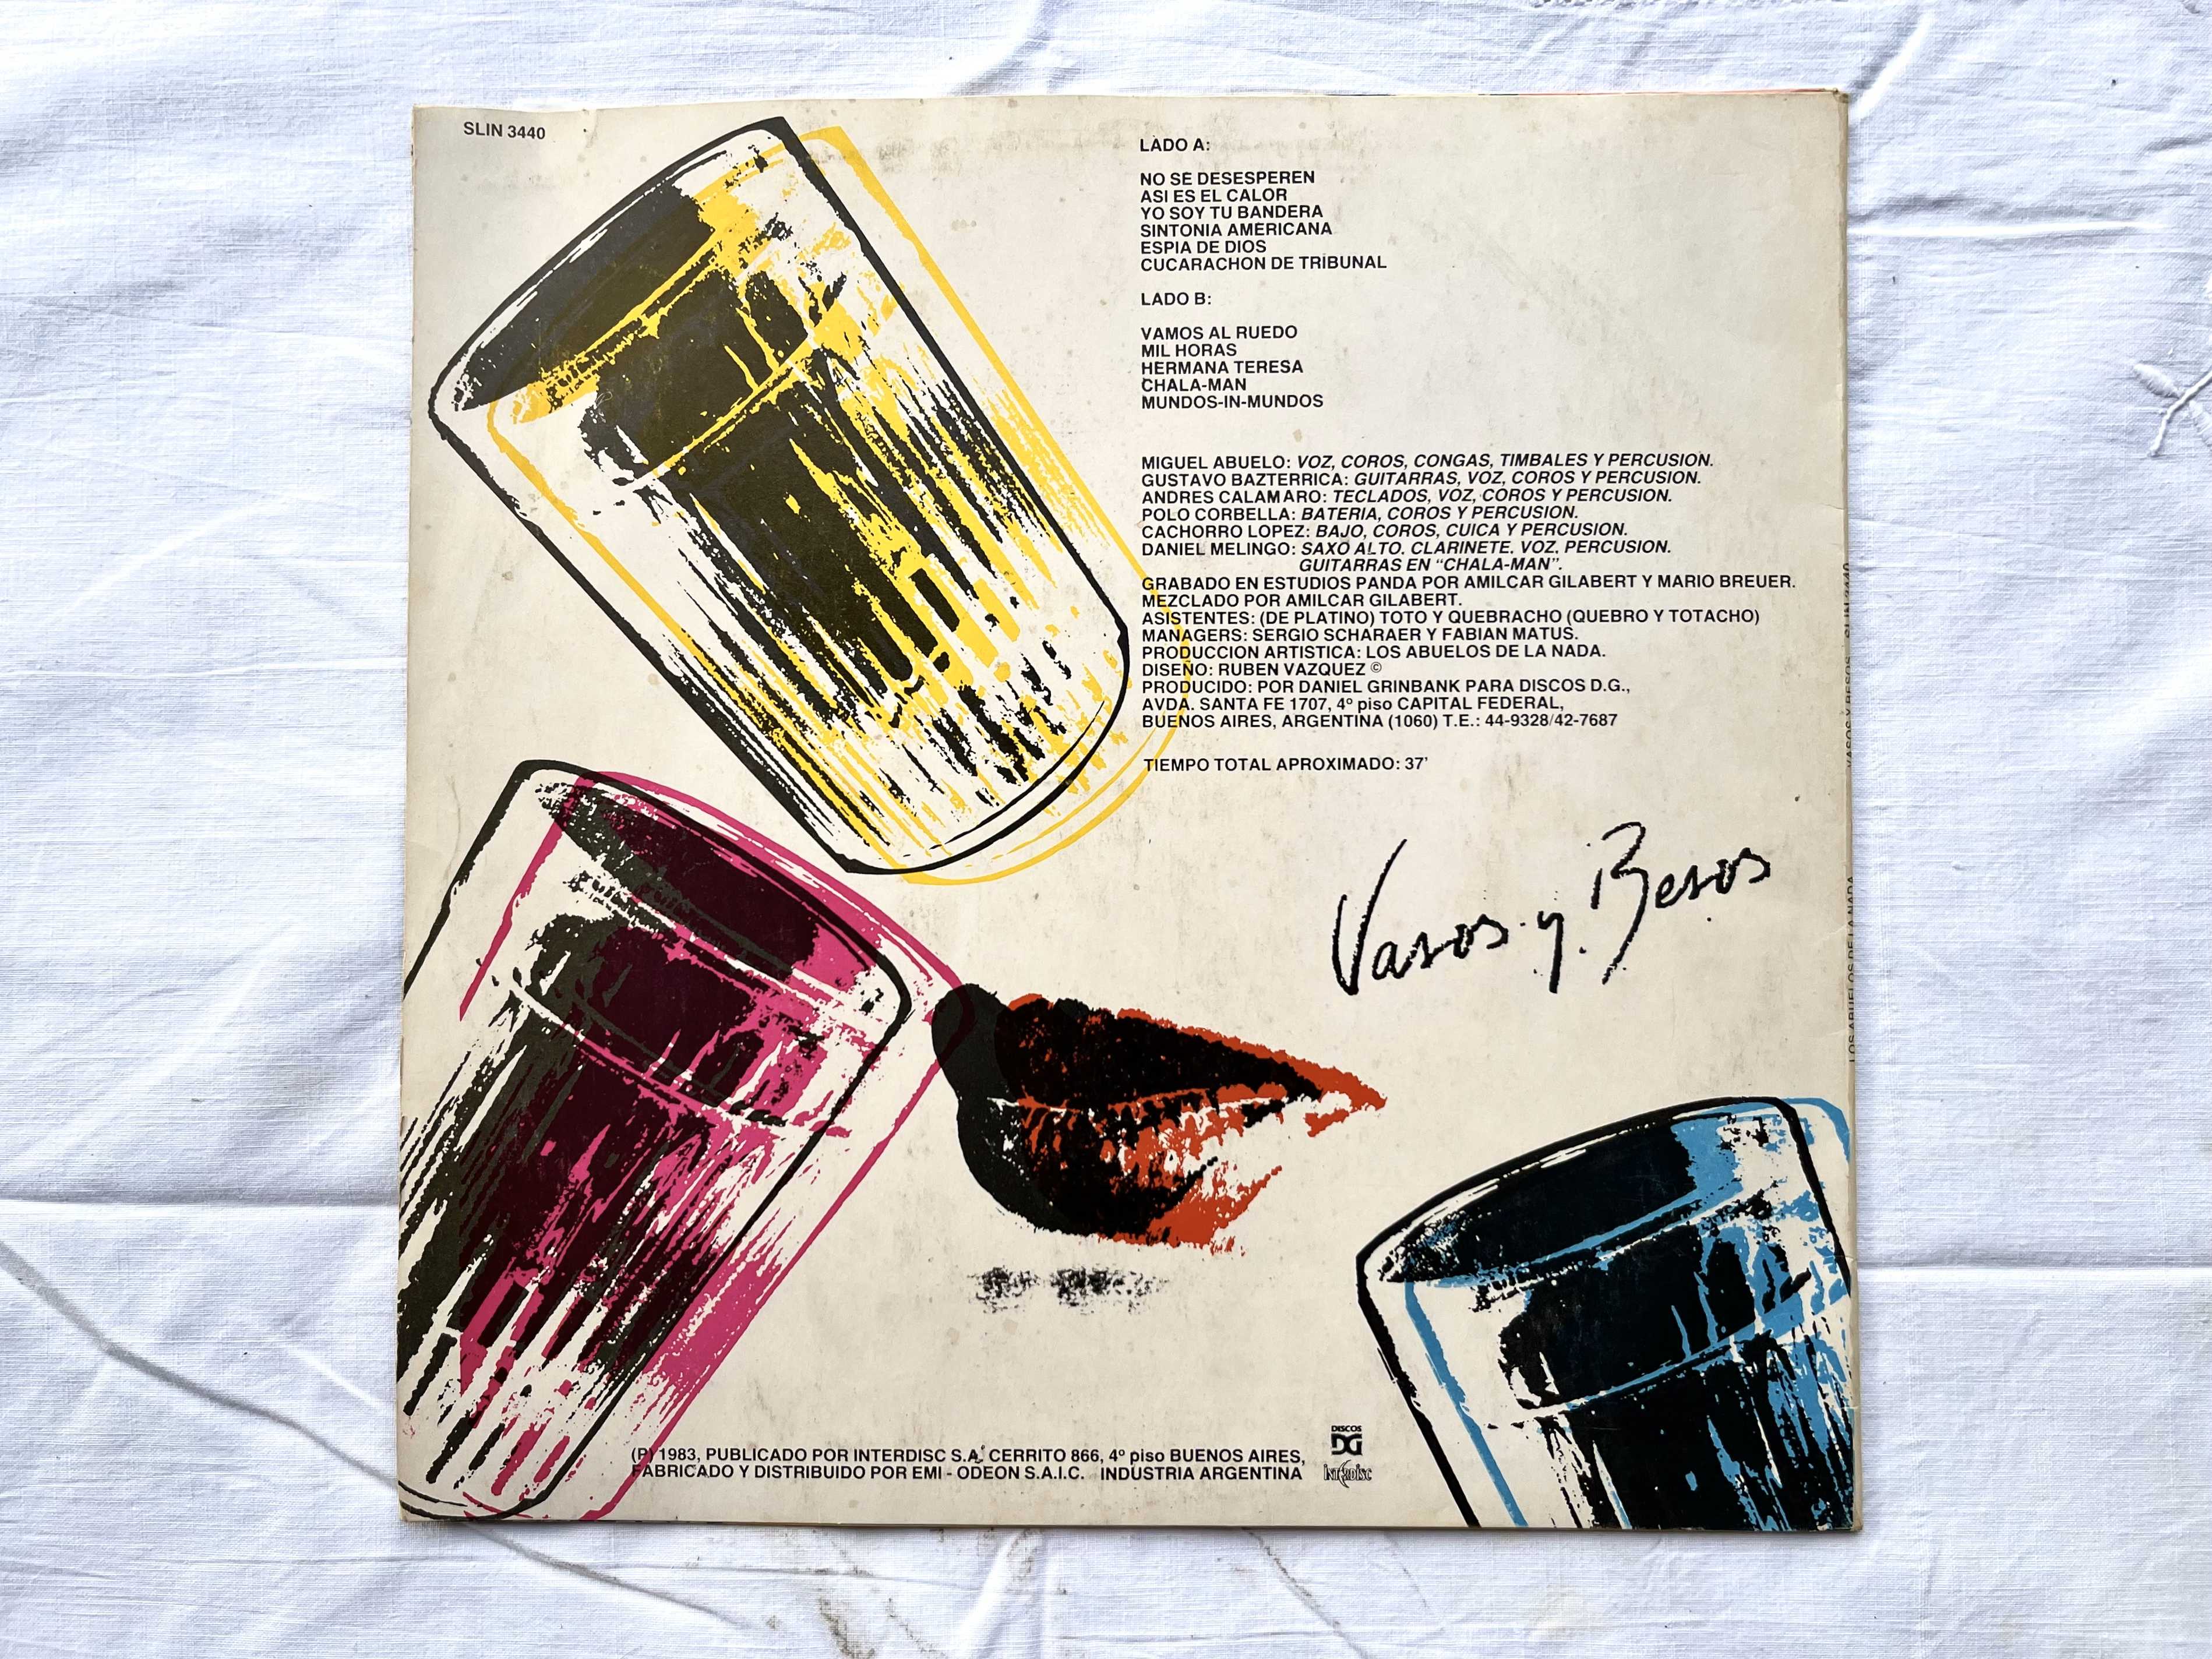 SLIN 3440
LADO A:
NO SE DESESPEREN
ASI ES EL CALOR
YO SOY TU BANDERA
SINTONIA AMERICANA
ESPIA DE DIOS
CUCARACHON DE TRIBUNAL
LADO B:
VAMOS AL RUEDO
MIL HORAS
HERMANA TERESA
CHALA-MAN
MUNDOS-IN-MUNDOS
MIGUEL ABUELO: VOZ, COROS, CONGAS, TIMBALES Y PERCUSION.
GUSTAVO BAZTERRICA: GUITARRAS, VOZ, COROS Y PERCUSION.
ANDRES CALAMARO: TECLADOS, VOZ, COROS Y PERCUSION.
POLO CORBELLA: BATERIA, COROS Y PERCUSION.
CACHORRO LOPEZ: BAJO, COROS, CUICA Y PERCUSION.
DANIEL MELINGO: SAXO ALTO. CLARINETE. VOZ, PERCUSION.
GUITARRAS EN “CHALA-MAN”.
GRABADO EN ESTUDIOS PANDA POR AMILCAR GILABERT Y MARIO BREUER.
MEZCLADO POR AMILCAR GILABERT.
ASISTENTES: (DE PLATINO) TOTO Y QUEBRACHO (QUEBRO Y TOTACHO)
MANAGERS: SERGIO SCHARAER Y FABIAN MATUS.
PRODUCCION ARTISTICA: LOS ABUELOS DE LA NADA.
DISENO: RUBEN VAZQUEZ ©
PRODUCIDO: POR DANIEL GRINBANK PARA DISCOS D.G.,
AVDA. SANTA FE 1707, 4º piso CAPITAL FEDERAL,
BUENOS AIRES, ARGENTINA (1060) T.E.: 44-9328/42-7687
TIEMPO TOTAL APROXIMADO: 37'
Vasos y Besos
LOS ABUELOS DE LA NADA VASOS Y BESOS SLIN 3440
(P) 1983, PUBLICADO POR INTERDISC S.A. CERRITO 866, 4º piso BUENOS AIRES,
FABRICADO Y DISTRIBUIDO POR EMI - ODEON S.A.I.C. INDUSTRIA ARGENTINA
DISCOS
DG
INTERDISC